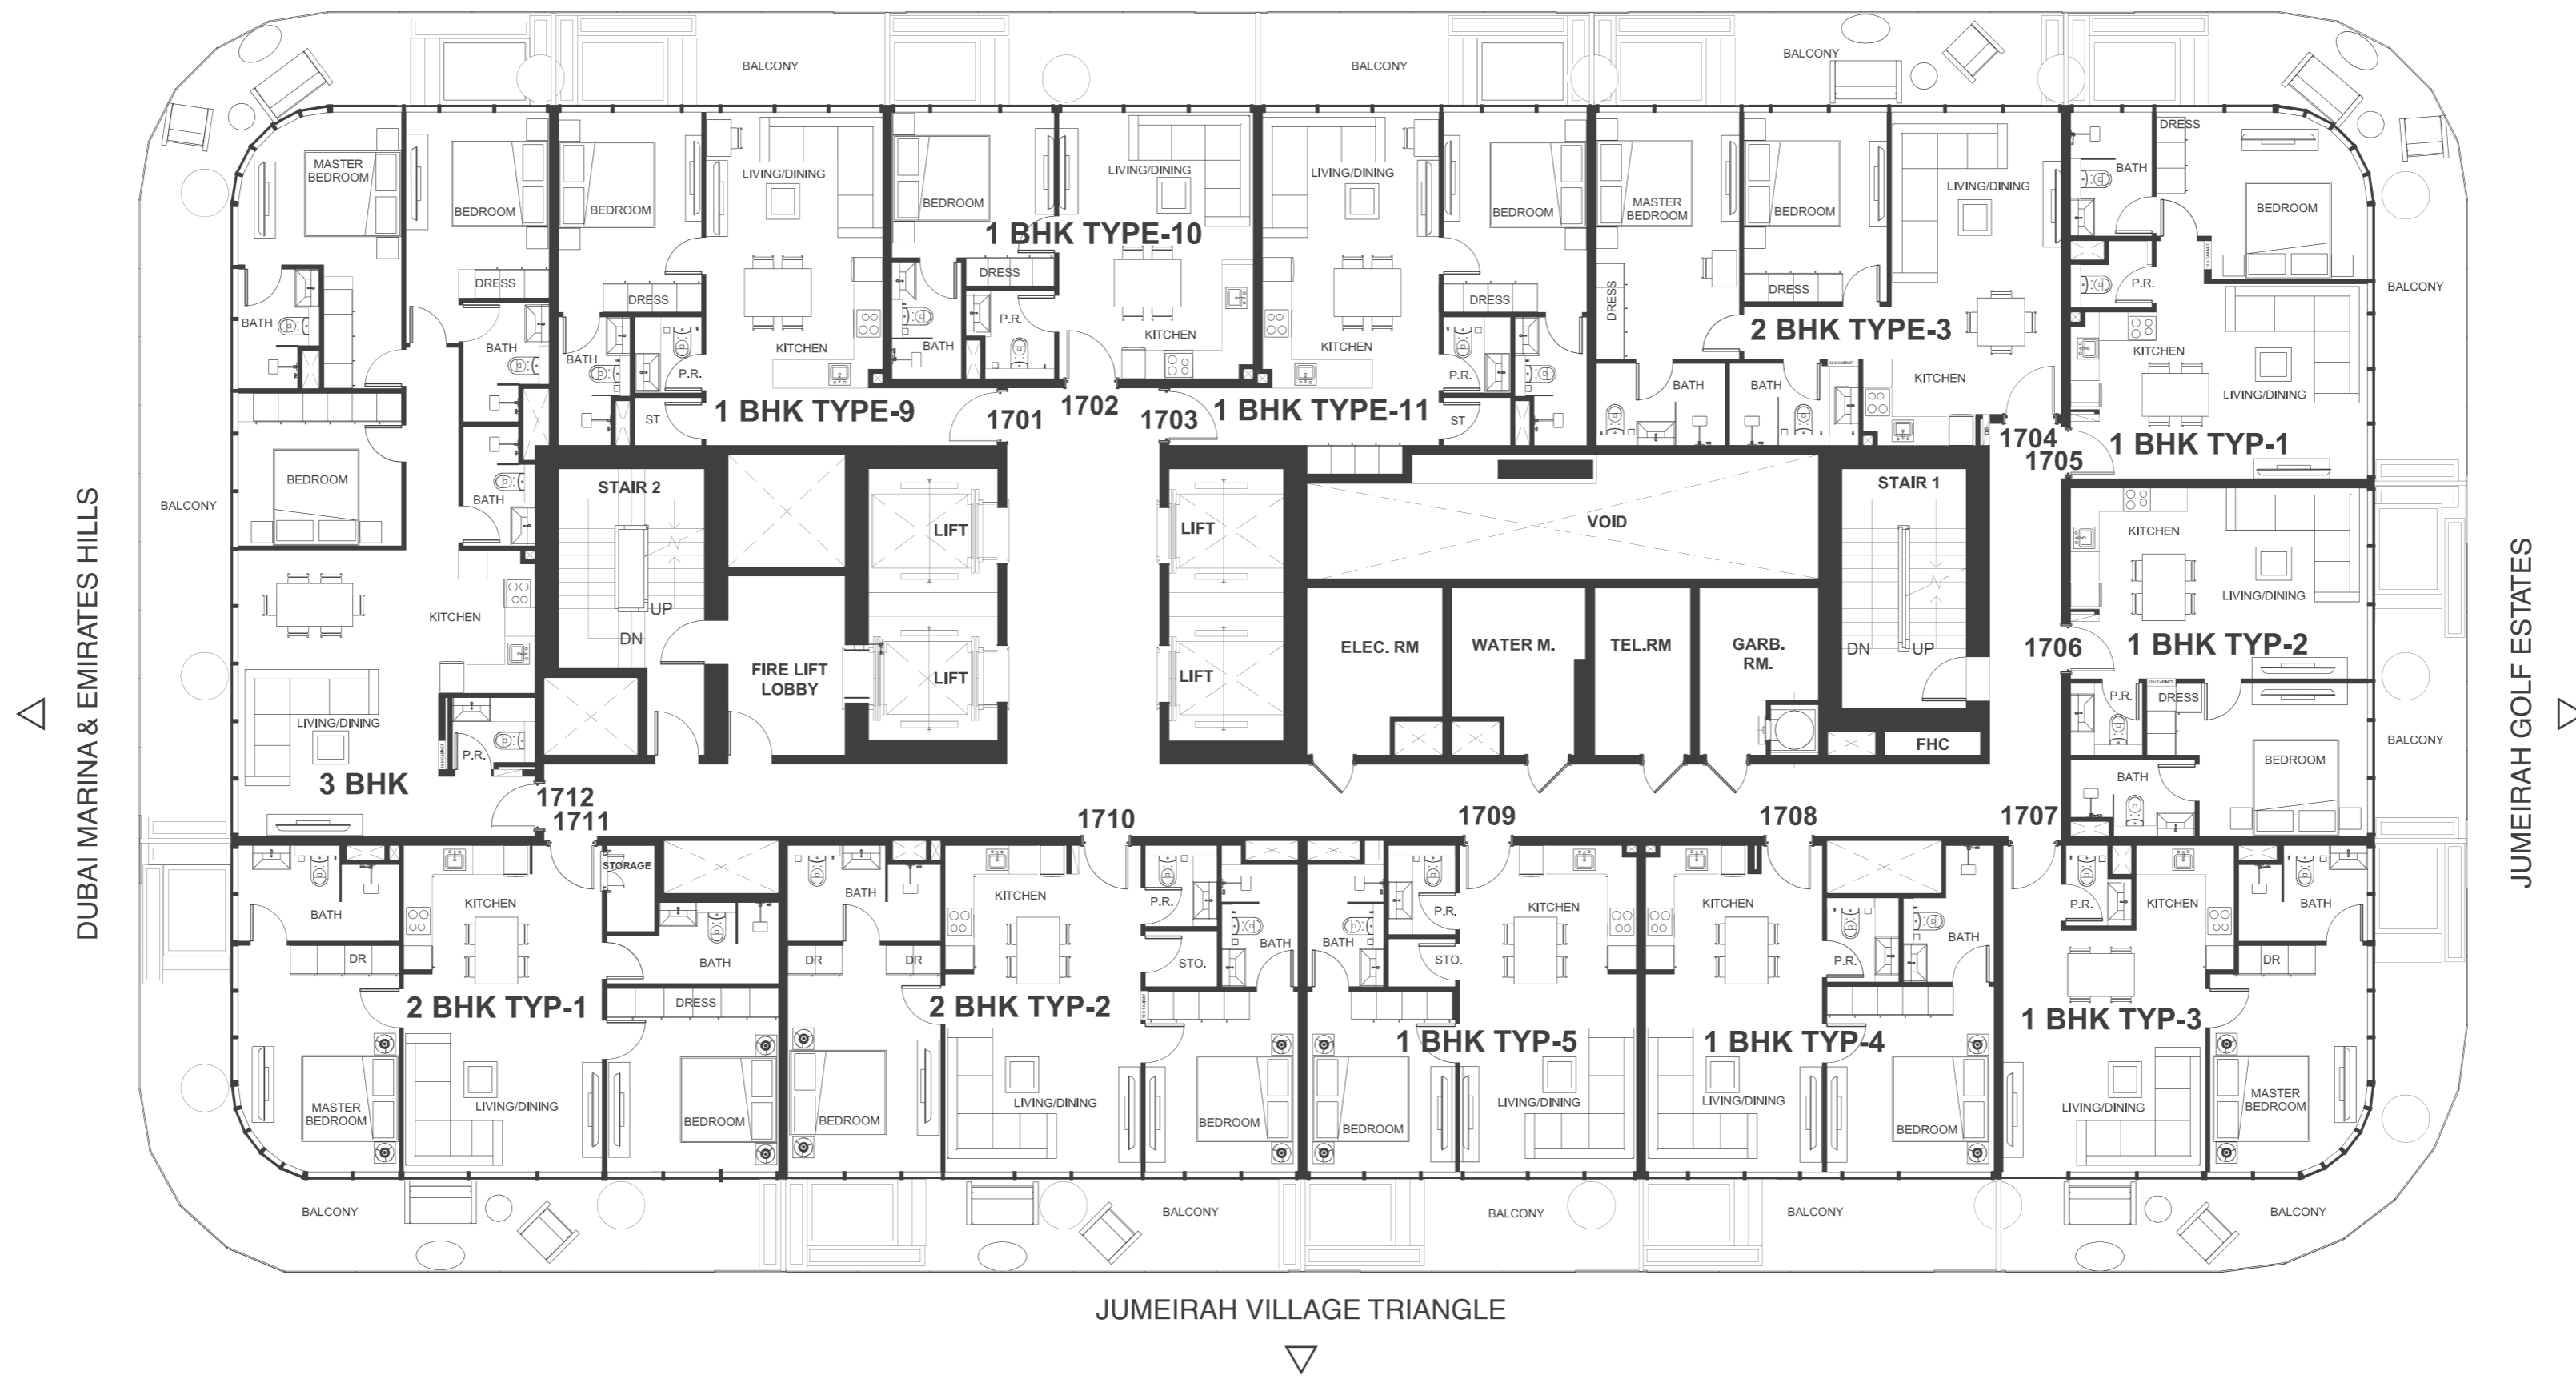 BALCONY
BALCONY
BALCONY
MASTER
BEDROOM
BEDROOM
DRESS
BATH
BATH
BEDROOM
BATH
BALCONY
KITCHEN
LIVING/DINING
P.R.
3 BHK
BEDROOM
DRESS
BATH
P.R.
ST
LIVING/DINING
KITCHEN
1 BHK TYPE-9
1701
BEDROOM
LIVING/DINING
1 BHK TYPE-10
DRESS
P.R.
BATH
KITCHEN
1702
LIVING/DINING
KITCHEN
BEDROOM
DRESS
P.R.
ST
1703
1 BHK TYPE-11
MASTER
BEDROOM
BEDROOM
LIVING/DINING
DRESS
DRESS
2 BHK TYPE-3
BATH
BATH
KITCHEN
1704
DRESS
BATH
BEDROOM
P.R.
KITCHEN
LIVING/DINING
1705
1 BHK TYP-1
BALCONY
KITCHEN
LIVING/DINING
1706
1 BHK TYP-2
P.R.
DRESS
BEDROOM
BATH
BALCONY
STAIR 2
UP
DN
FIRE LIFT
LOBBY
LIFT
LIFT
LIFT
LIFT
VOID
ELEC. RM
WATER M.
TEL.RM
GARB.
RM.
STAIR 1
DN
UP
FHC
1712
1711
1710
1709
1708
1707
BATH
DR
KITCHEN
STORAGE
BATH
DRESS
2 BHK TYP-1
MASTER
BEDROOM
LIVING/DINING
BEDROOM
BATH
DR
DR
KITCHEN
P.R.
STO.
BATH
2 BHK TYP-2
BEDROOM
LIVING/DINING
BEDROOM
BATH
P.R.
STO.
KITCHEN
1 BHK TYP-5
BEDROOM
LIVING/DINING
KITCHEN
P.R.
BATH
1 BHK TYP-4
LIVING/DINING
BEDROOM
P.R.
KITCHEN
BATH
DR
1 BHK TYP-3
LIVING/DINING
MASTER
BEDROOM
BALCONY
BALCONY
BALCONY
BALCONY
BALCONY
DUBAI MARINA & EMIRATES HILLS
JUMEIRAH GOLF ESTATES
JUMEIRAH VILLAGE TRIANGLE